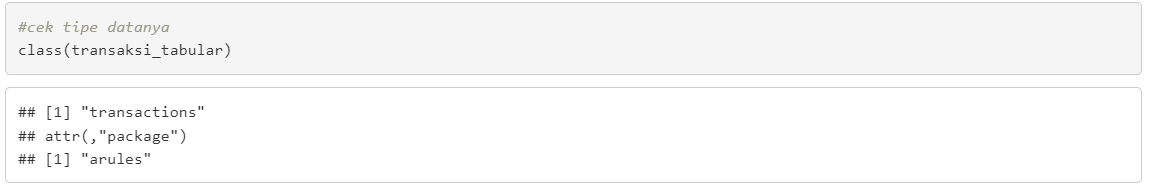 #cek tipe datanya
class(transaksi_tabular)
## [1] "transactions"
## attr(,"package")
## [1] "arules"